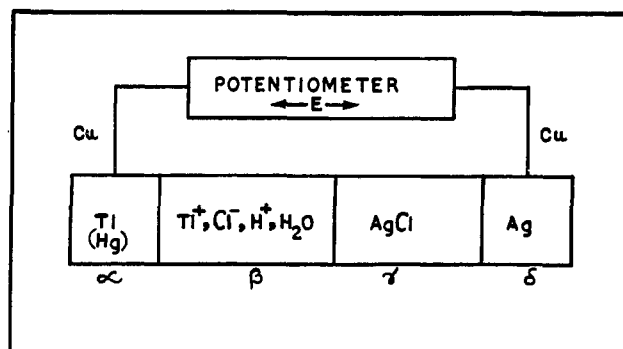 POTENTIOMETER
←E→
Cu Cu
Tl
(Hg)
Tl⁺, Cl⁻, H⁺, H₂O
AgCl
Ag
α β γ δ